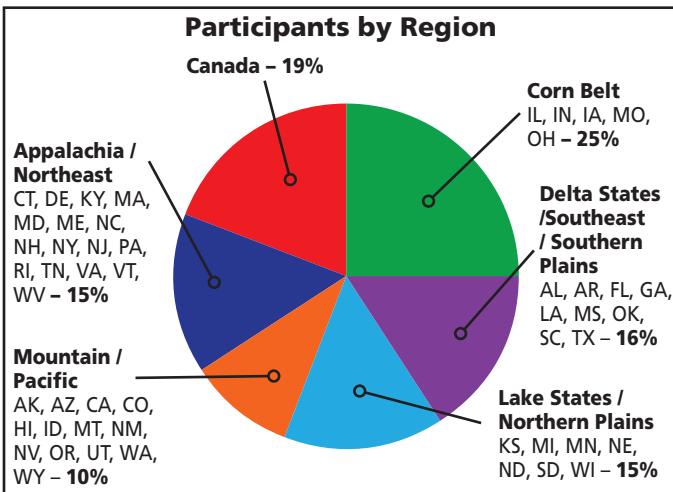 Participants by Region
Canada – 19%
Corn Belt
IL, IN, IA, MO,
OH – 25%
Delta States
/Southeast
/ Southern
Plains
AL, AR, FL, GA,
LA, MS, OK,
SC, TX – 16%
Lake States /
Northern Plains
KS, MI, MN, NE,
ND, SD, WI – 15%
Mountain /
Pacific
AK, AZ, CA, CO,
HI, ID, MT, NM,
NV, OR, UT, WA,
WY – 10%
Appalachia /
Northeast
CT, DE, KY, MA,
MD, ME, NC,
NH, NY, NJ, PA,
RI, TN, VA, VT,
WV – 15%